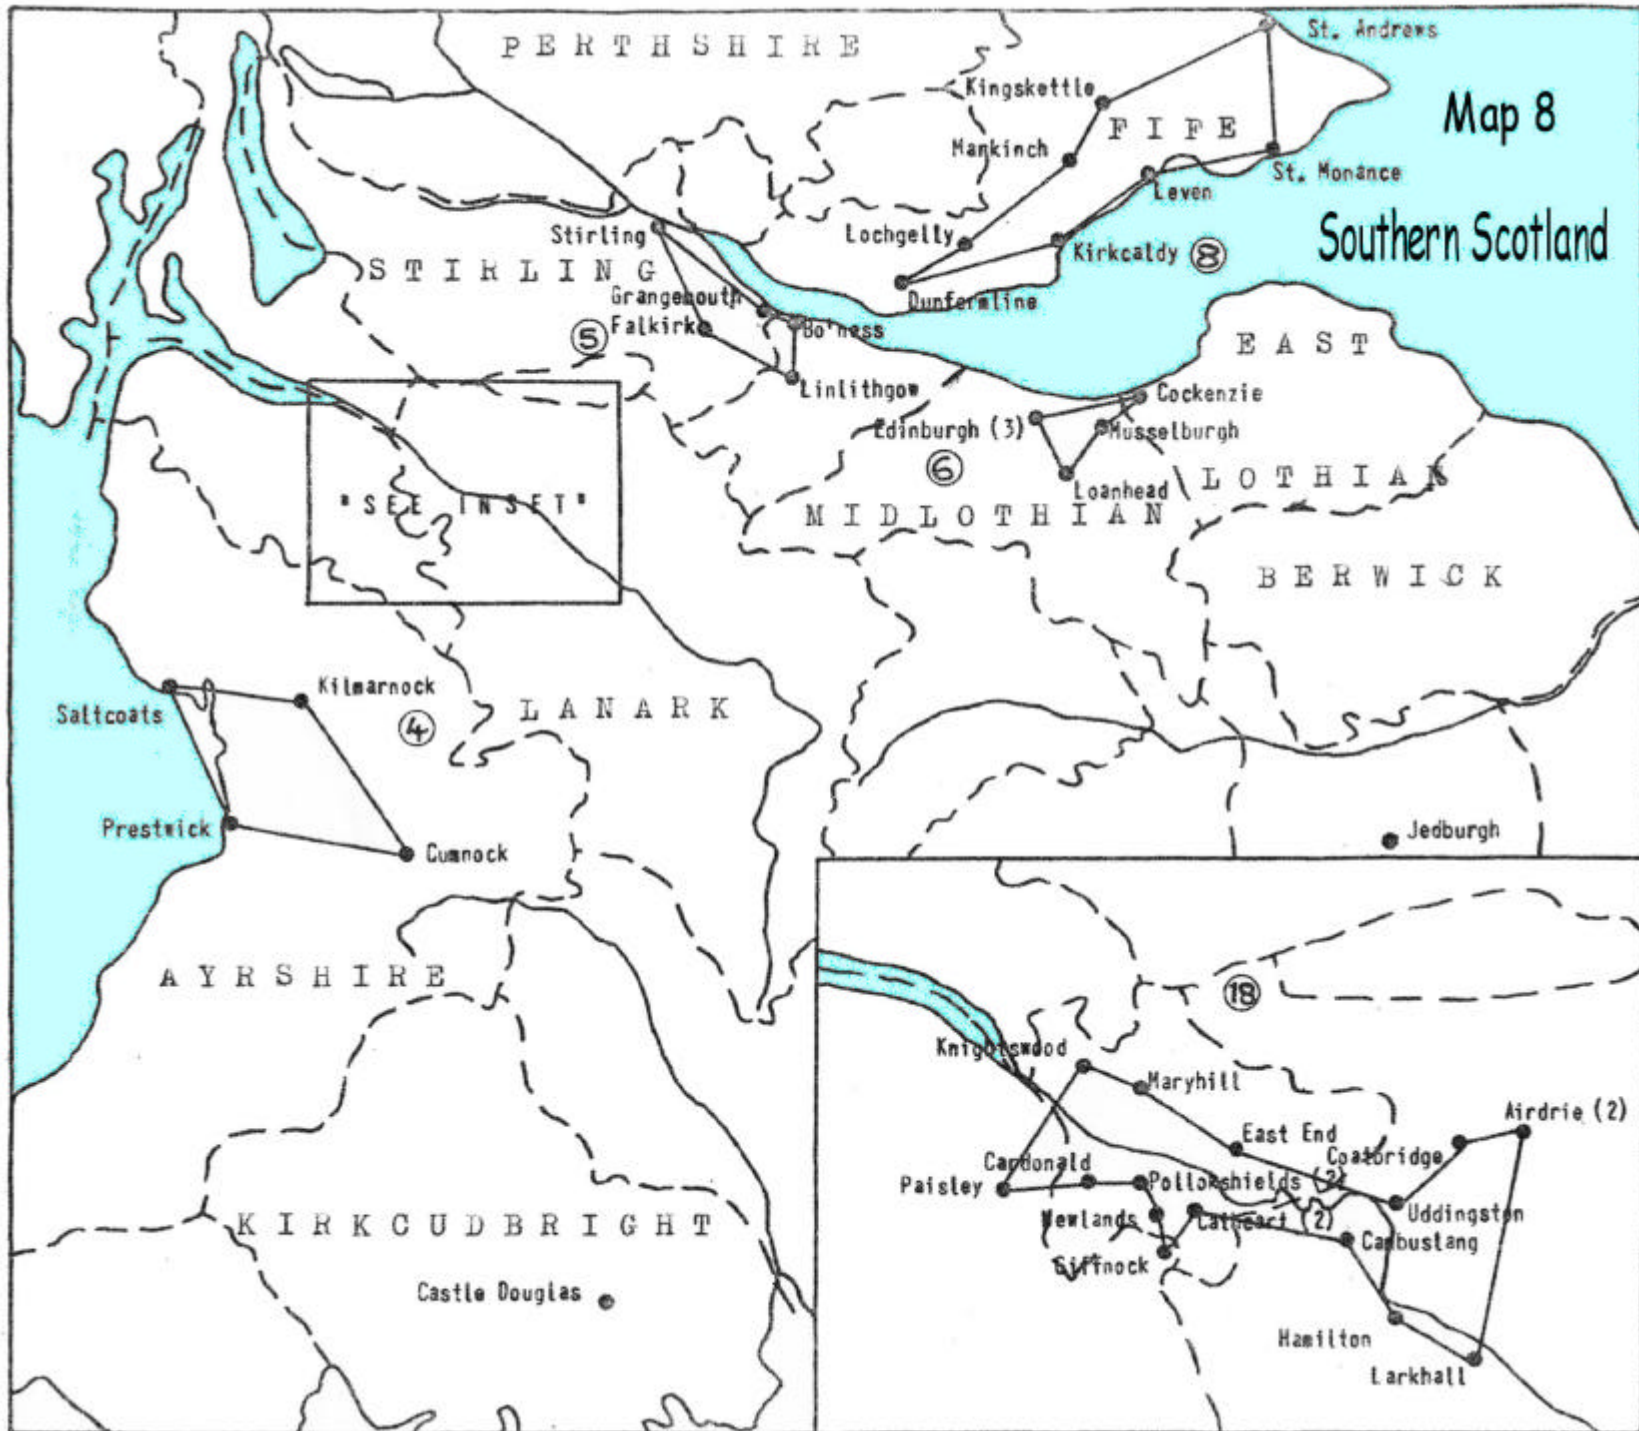 PERTHSHIRE
St. Andrews
Kingskettle
Map 8
FIFE
Markinch
St. Monance
Leven
Stirling
Lochgelly
Kirkcaldy
8
Southern Scotland
STIRLING
Grangemouth
Dunfermline
Falkirk
Bo'ness
5
EAST
Linlithgow
Cockenzie
Edinburgh (3)
Musselburgh
6
LOTHIAN
Loanhead
"SEE INSET"
MIDLOTHIAN
BERWICK
Kilmarnock
Saltcoats
4
LANARK
Prestwick
Cumnock
Jedburgh
AYRSHIRE
18
Knightswood
Maryhill
Airdrie (2)
East End
Coatbridge
Cardonald
Paisley
Pollokshields (2)
Newlands
Cathcart (2)
Uddingston
Cambustang
Giffnock
KIRKCUDBRIGHT
Castle Douglas
Hamilton
Larkhall